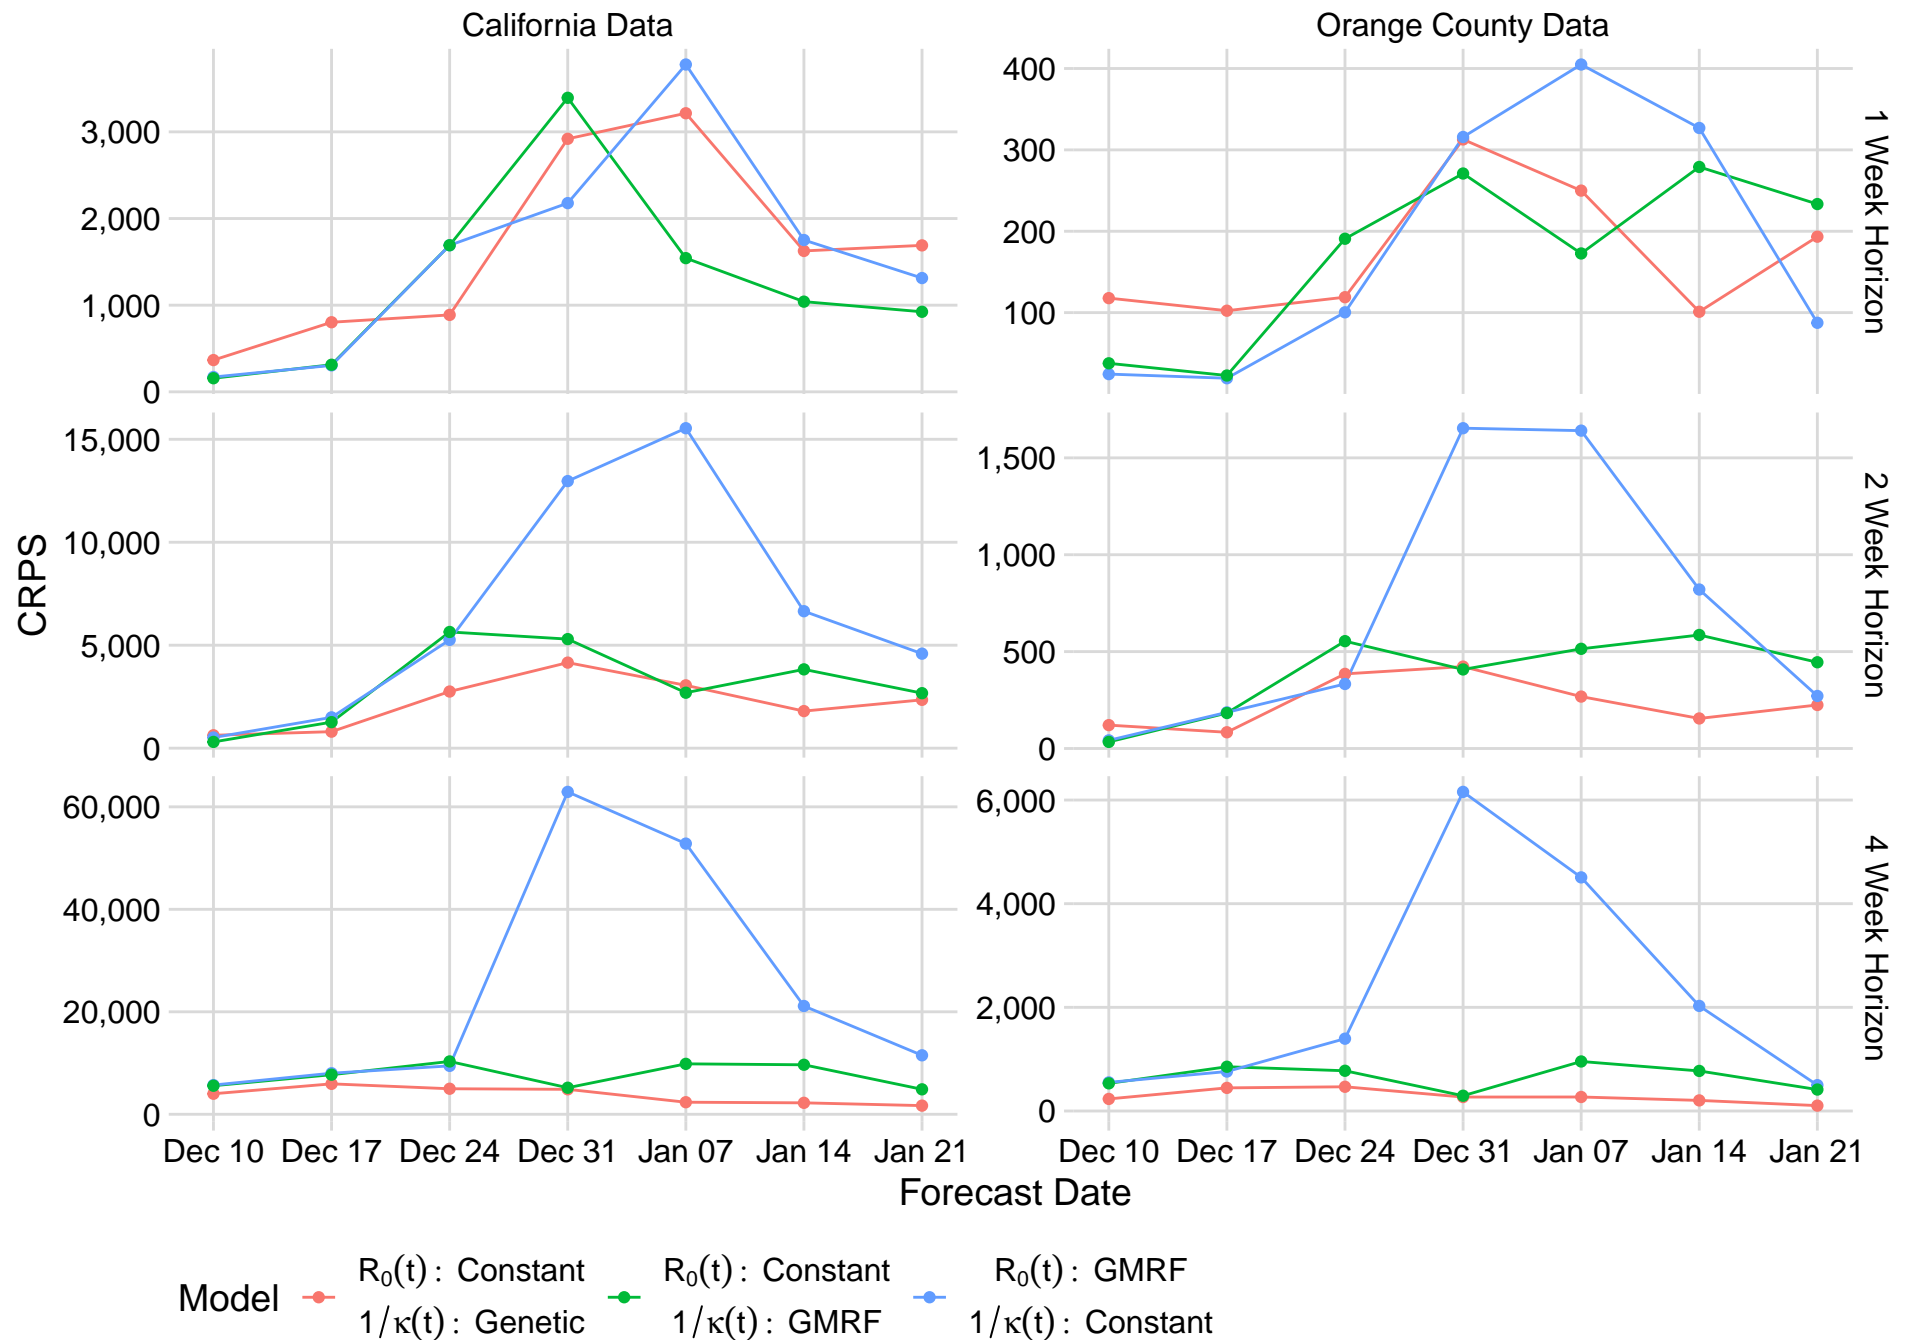 California Data
Orange County Data
3,000
2,000
1,000
0
400
300
200
100
1 Week Horizon
15,000
10,000
5,000
0
1,500
1,000
500
0
2 Week Horizon
CRPS
60,000
40,000
20,000
0
6,000
4,000
2,000
0
4 Week Horizon
Dec 10 Dec 17 Dec 24 Dec 31 Jan 07 Jan 14 Jan 21
Dec 10 Dec 17 Dec 24 Dec 31 Jan 07 Jan 14 Jan 21
Forecast Date
Model
R₀(t) : Constant
1/κ(t) : Genetic
R₀(t) : Constant
1/κ(t) : GMRF
R₀(t) : GMRF
1/κ(t) : Constant